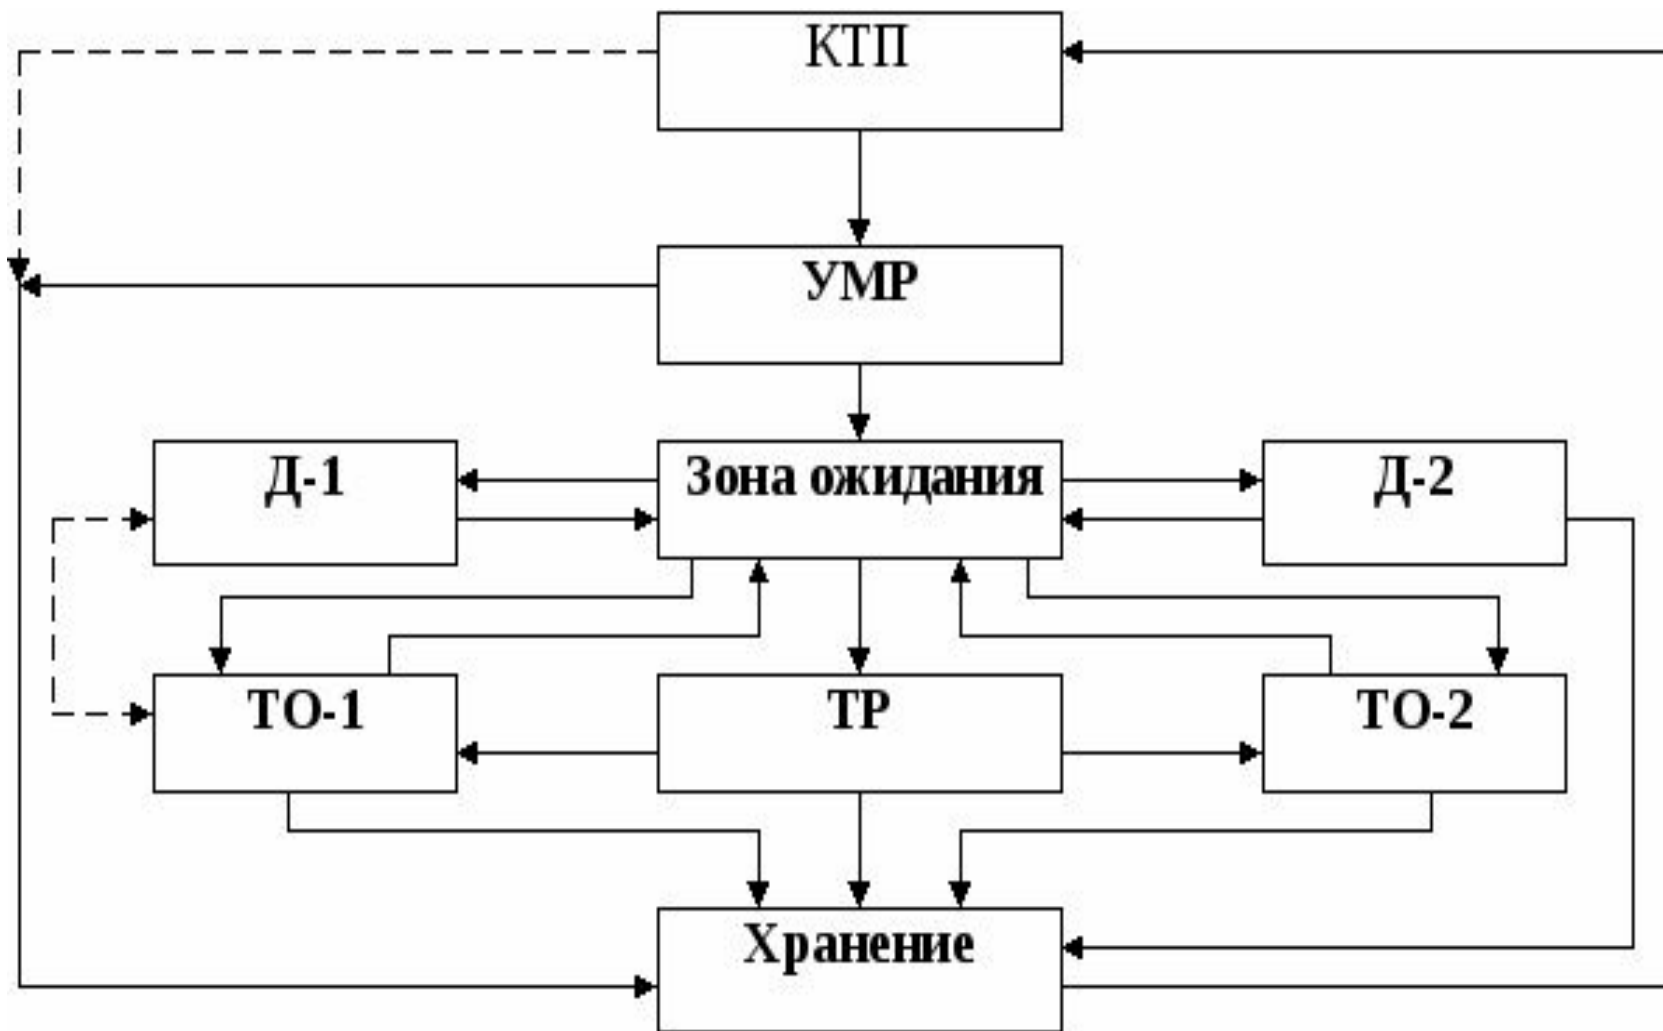 КТП
УМР
Д-1
Зона ожидания
Д-2
ТО-1
ТР
ТО-2
Хранение